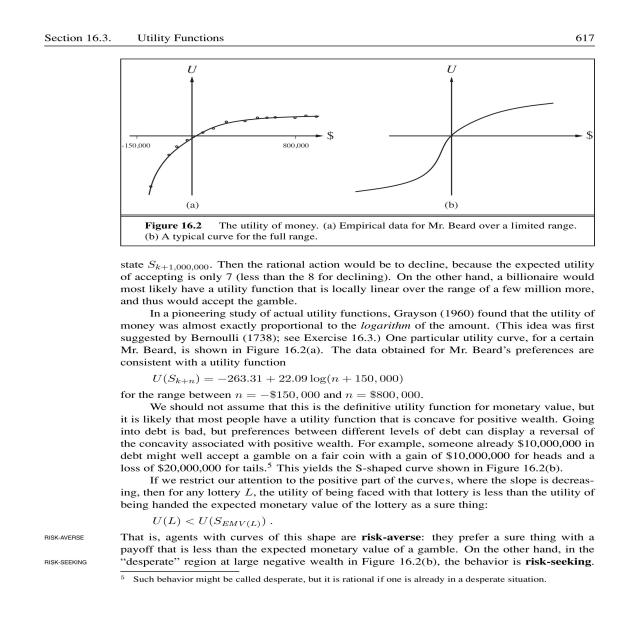 Section 16.3. Utility Functions 617
U
U
$
$
-150,000
800,000
(a)
(b)
Figure 16.2 The utility of money. (a) Empirical data for Mr. Beard over a limited range.
(b) A typical curve for the full range.
state S_{k+1,000,000}. Then the rational action would be to decline, because the expected utility
of accepting is only 7 (less than the 8 for declining). On the other hand, a billionaire would
most likely have a utility function that is locally linear over the range of a few million more,
and thus would accept the gamble.
In a pioneering study of actual utility functions, Grayson (1960) found that the utility of
money was almost exactly proportional to the logarithm of the amount. (This idea was first
suggested by Bernoulli (1738); see Exercise 16.3.) One particular utility curve, for a certain
Mr. Beard, is shown in Figure 16.2(a). The data obtained for Mr. Beard's preferences are
consistent with a utility function
U(S_{k+n}) = −263.31 + 22.09 log(n + 150, 000)
for the range between n = −$150, 000 and n = $800, 000.
We should not assume that this is the definitive utility function for monetary value, but
it is likely that most people have a utility function that is concave for positive wealth. Going
into debt is bad, but preferences between different levels of debt can display a reversal of
the concavity associated with positive wealth. For example, someone already $10,000,000 in
debt might well accept a gamble on a fair coin with a gain of $10,000,000 for heads and a
loss of $20,000,000 for tails.⁵ This yields the S-shaped curve shown in Figure 16.2(b).
If we restrict our attention to the positive part of the curves, where the slope is decreas-
ing, then for any lottery L, the utility of being faced with that lottery is less than the utility of
being handed the expected monetary value of the lottery as a sure thing:
U(L) < U(S_{EMV(L)}) .
RISK-AVERSE That is, agents with curves of this shape are risk-averse: they prefer a sure thing with a
payoff that is less than the expected monetary value of a gamble. On the other hand, in the
RISK-SEEKING "desperate" region at large negative wealth in Figure 16.2(b), the behavior is risk-seeking.
⁵ Such behavior might be called desperate, but it is rational if one is already in a desperate situation.